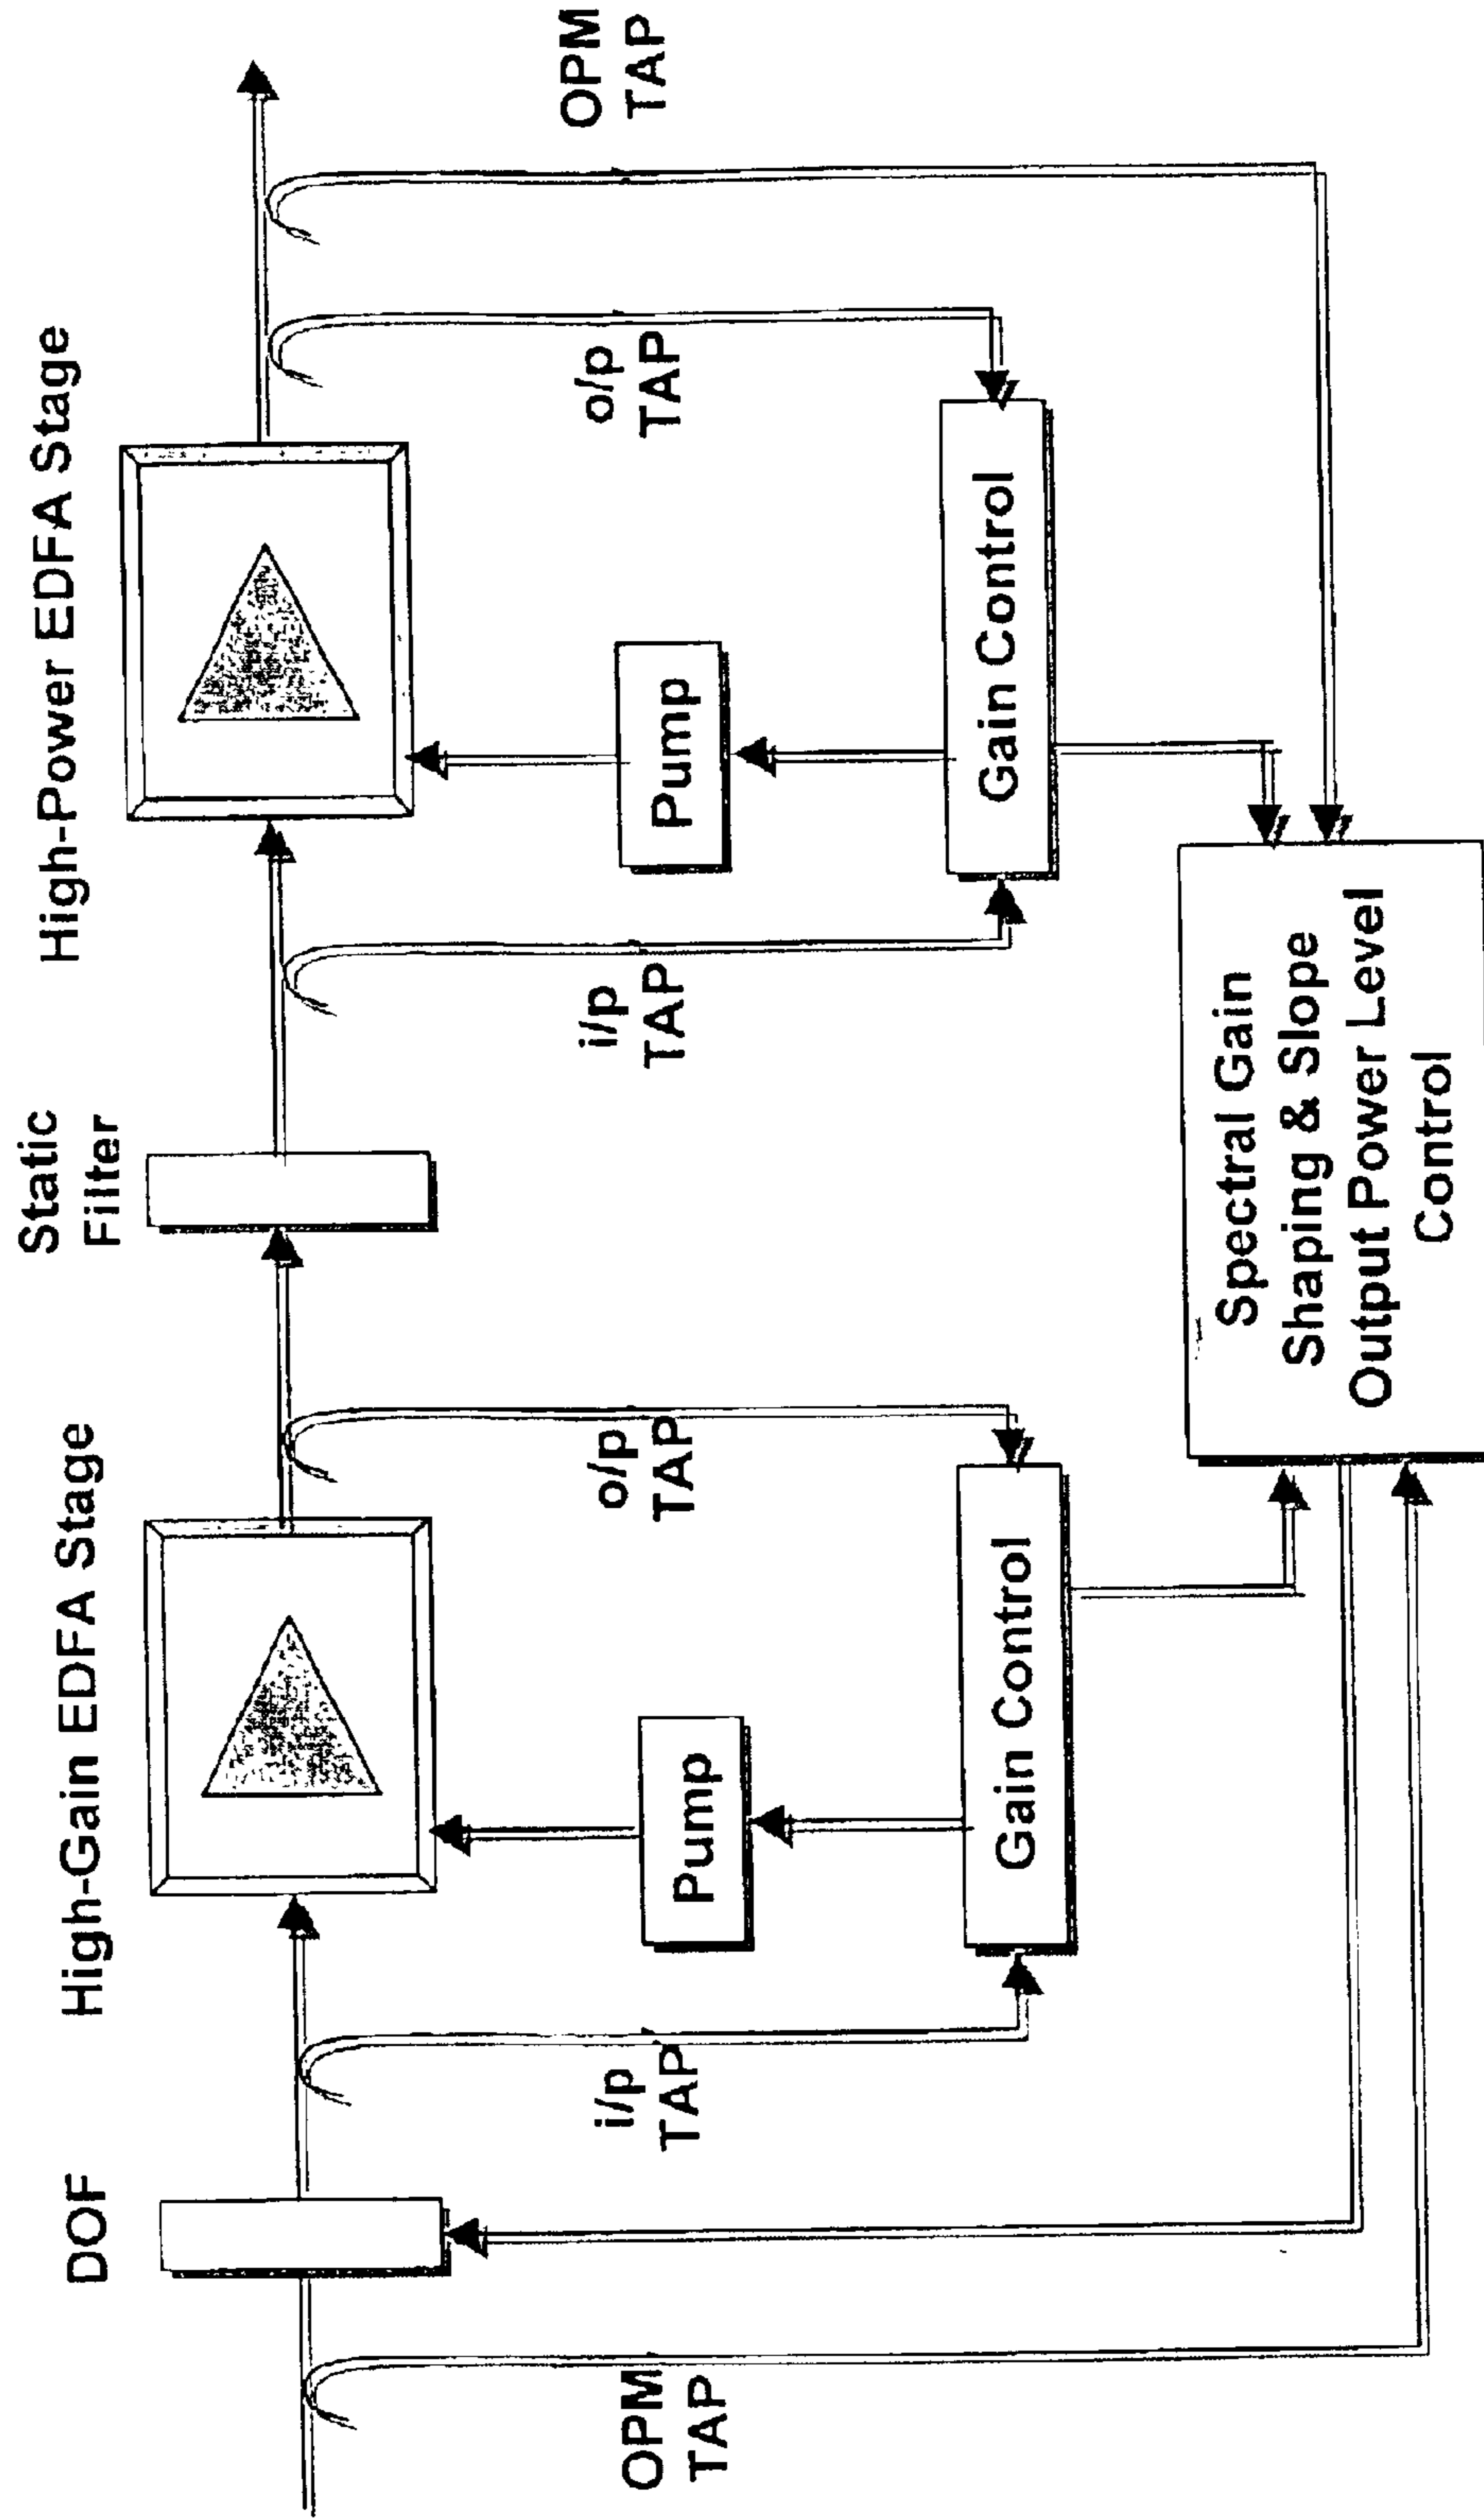 DOF
High-Gain EDFA Stage
Static
Filter
High-Power EDFA Stage
OPM
TAP
i/p
TAP
Pump
o/p
TAP
i/p
TAP
Pump
o/p
TAP
OPM
TAP
Gain Control
Gain Control
Spectral Gain
Shaping & Slope
Output Power Level
Control